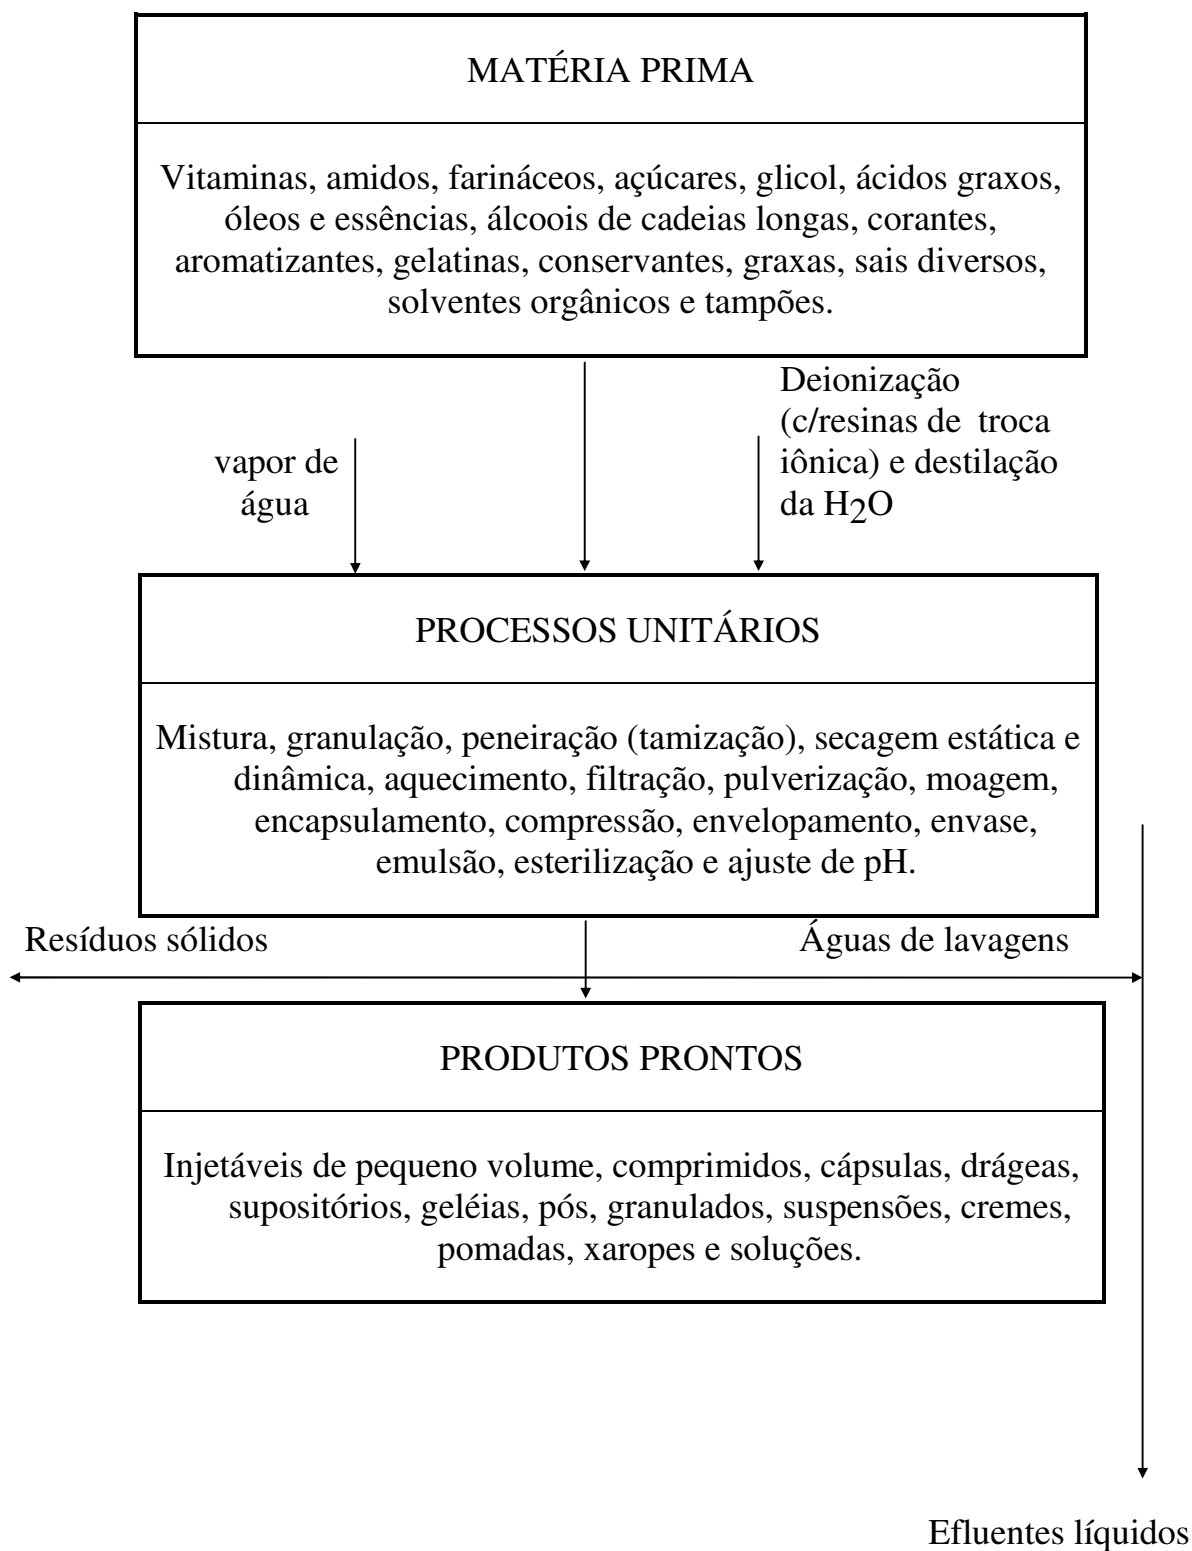 MATÉRIA PRIMA
Vitaminas, amidos, farináceos, açúcares, glicol, ácidos graxos,
óleos e essências, álcoois de cadeias longas, corantes,
aromatizantes, gelatinas, conservantes, graxas, sais diversos,
solventes orgânicos e tampões.
vapor de
água
Deionização
(c/resinas de troca
iônica) e destilação
da H2O
PROCESSOS UNITÁRIOS
Mistura, granulação, peneiração (tamização), secagem estática e
dinâmica, aquecimento, filtração, pulverização, moagem,
encapsulamento, compressão, envelopamento, envase,
emulsão, esterilização e ajuste de pH.
Resíduos sólidos
Águas de lavagens
PRODUTOS PRONTOS
Injetáveis de pequeno volume, comprimidos, cápsulas, drágeas,
supositórios, geléias, pós, granulados, suspensões, cremes,
pomadas, xaropes e soluções.
Efluentes líquidos